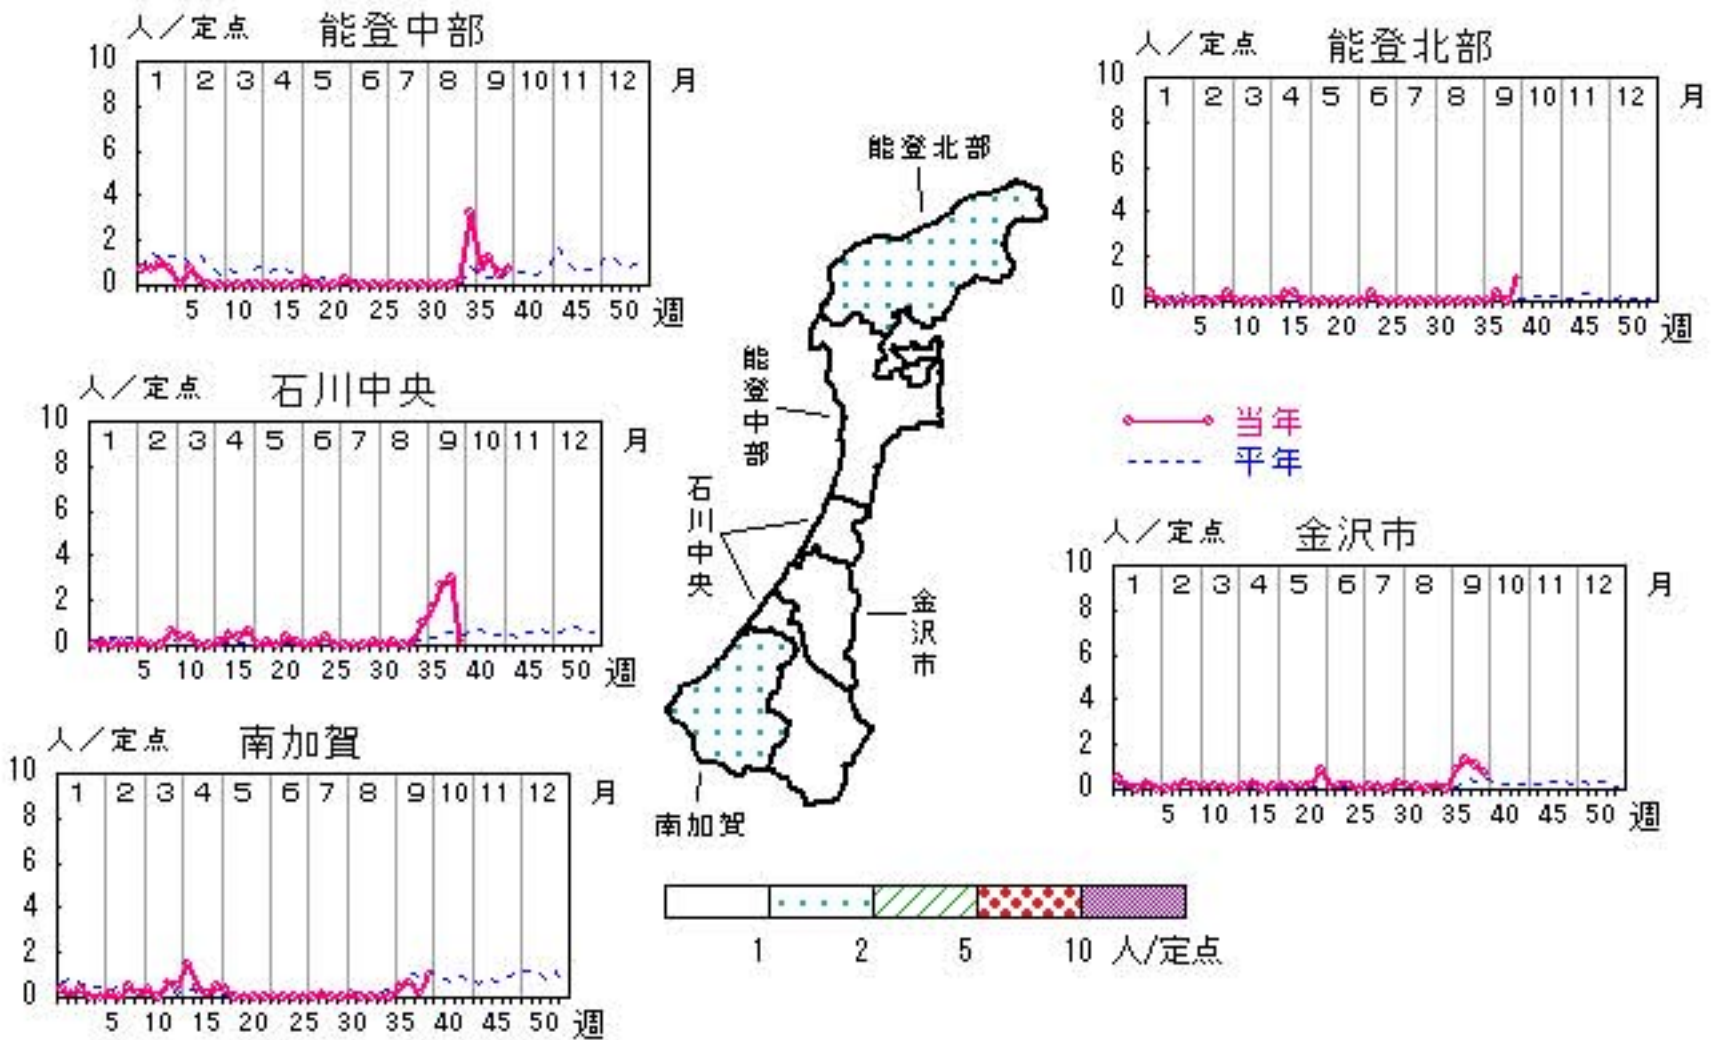 人／定点 能登中部
10 8 6 4 2 0
1 2 3 4 5 6 7 8 9 10 11 12 月
5 10 15 20 25 30 35 40 45 50 週
人／定点 能登北部
10 8 6 4 2 0
1 2 3 4 5 6 7 8 9 10 11 12 月
5 10 15 20 25 30 35 40 45 50 週
人／定点 石川中央
10 8 6 4 2 0
1 2 3 4 5 6 7 8 9 10 11 12 月
5 10 15 20 25 30 35 40 45 50 週
当年
平年
人／定点 金沢市
10 8 6 4 2 0
1 2 3 4 5 6 7 8 9 10 11 12 月
5 10 15 20 25 30 35 40 45 50 週
人／定点 南加賀
10 8 6 4 2 0
1 2 3 4 5 6 7 8 9 10 11 12 月
5 10 15 20 25 30 35 40 45 50 週
能登北部
能登中部
石川中央
金沢市
南加賀
1 2 5 10 人/定点